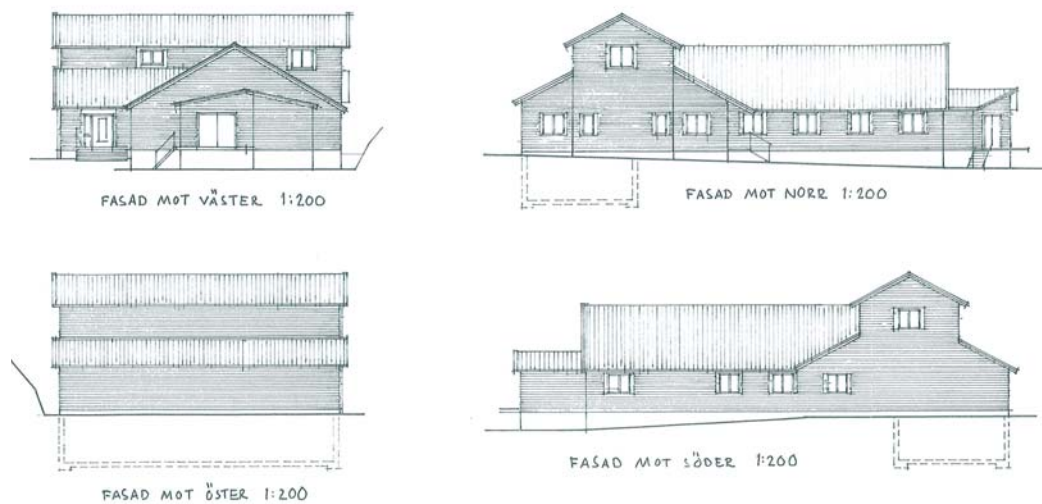 FASAD MOT VÄSTER 1:200
FASAD MOT NORR 1:200
FASAD MOT ÖSTER 1:200
FASAD MOT SÖDER 1:200